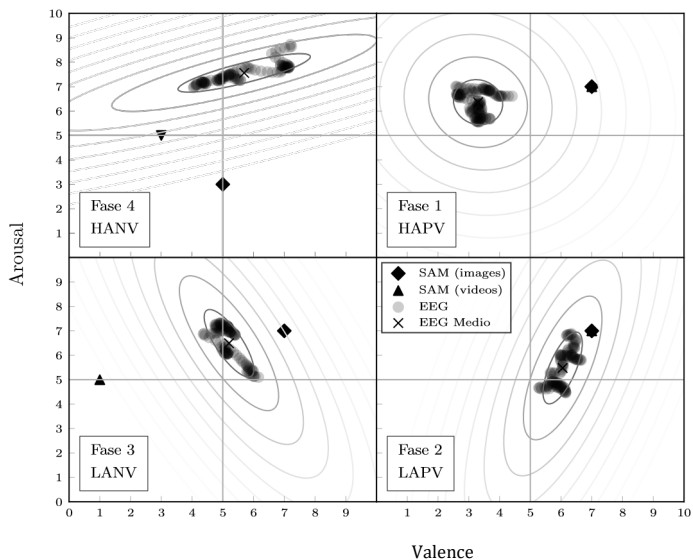 10
9
8
7
6
5
4
3
2
1
Fase 4
HANV
Fase 1
HAPV
Arousal
9
8
7
6
5
4
3
2
1
0
SAM (images)
SAM (videos)
EEG
EEG Medio
Fase 3
LANV
Fase 2
LAPV
0 1 2 3 4 5 6 7 8 9 0 1 2 3 4 5 6 7 8 9 10
Valence